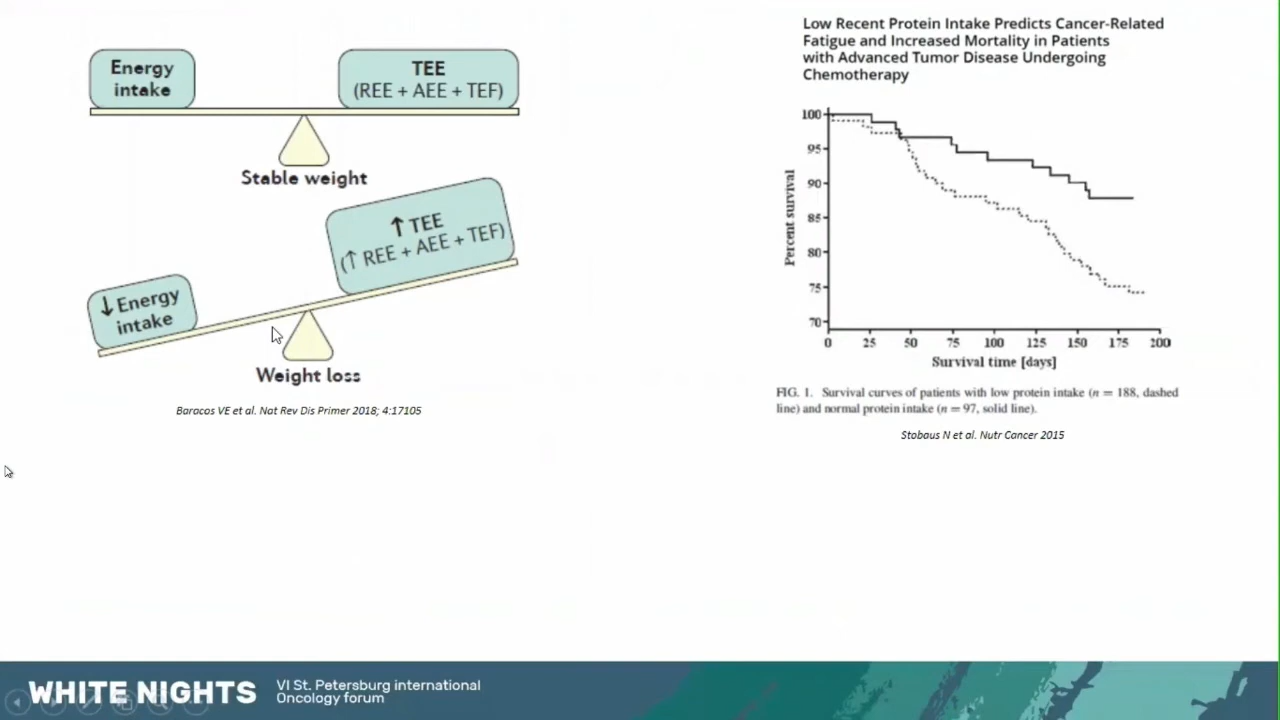 Energy
intake
TEE
(REE + AEE + TEF)
Stable weight
↑ TEE
(↑ REE + AEE + TEF)
↓ Energy
intake
Weight loss
Baracos VE et al. Nat Rev Dis Primer 2018; 4:17105
Low Recent Protein Intake Predicts Cancer-Related
Fatigue and Increased Mortality in Patients
with Advanced Tumor Disease Undergoing
Chemotherapy
Percent survival
100
95
90
85
80
75
70
0 25 50 75 100 125 150 175 200
Survival time [days]
FIG. 1. Survival curves of patients with low protein intake (n = 188, dashed
line) and normal protein intake (n = 97, solid line).
Stobaus N et al. Nutr Cancer 2015
WHITE NIGHTS
VI St. Petersburg international
Oncology forum